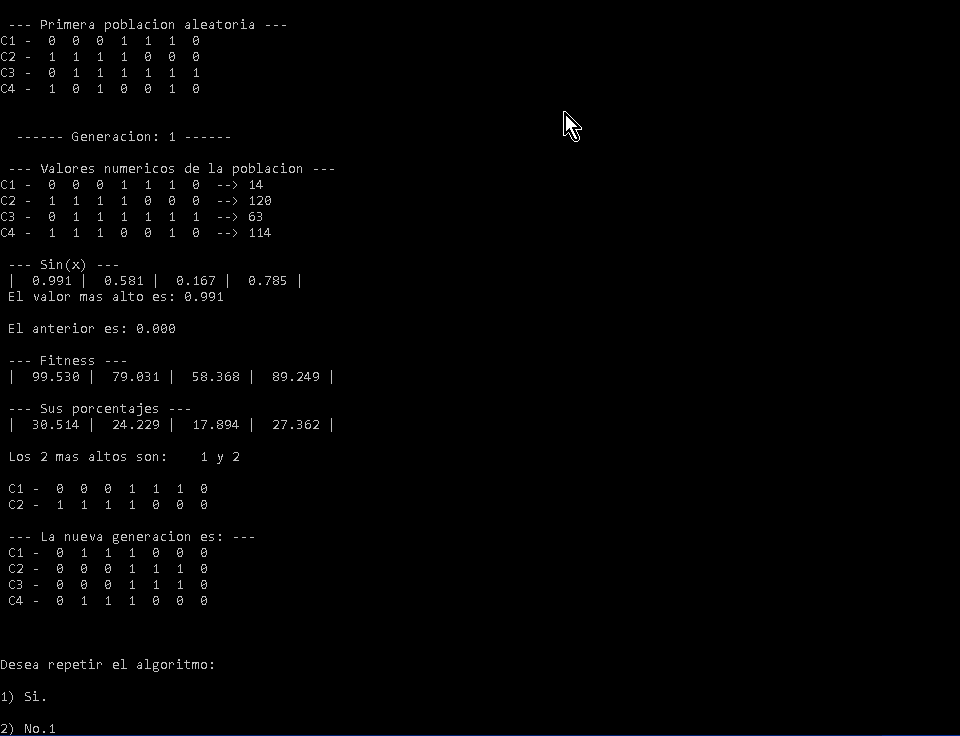 --- Primera poblacion aleatoria ---
C1 - 0 0 0 1 1 1 0
C2 - 1 1 1 1 0 0 0
C3 - 0 1 1 1 1 1 1
C4 - 1 0 1 0 0 1 0
------ Generacion: 1 ------
--- Valores numericos de la poblacion ---
C1 - 0 0 0 1 1 1 0 --> 14
C2 - 1 1 1 1 0 0 0 --> 120
C3 - 0 1 1 1 1 1 1 --> 63
C4 - 1 1 1 0 0 1 0 --> 114
--- Sin(x) ---
| 0.991 | 0.581 | 0.167 | 0.785 |
El valor mas alto es: 0.991
El anterior es: 0.000
--- Fitness ---
| 99.530 | 79.031 | 58.368 | 89.249 |
--- Sus porcentajes ---
| 30.514 | 24.229 | 17.894 | 27.362 |
Los 2 mas altos son: 1 y 2
C1 - 0 0 0 1 1 1 0
C2 - 1 1 1 1 0 0 0
--- La nueva generacion es: ---
C1 - 0 1 1 1 0 0 0
C2 - 0 0 0 1 1 1 0
C3 - 0 0 0 1 1 1 0
C4 - 0 1 1 1 0 0 0
Desea repetir el algoritmo:
1) Si.
2) No.1